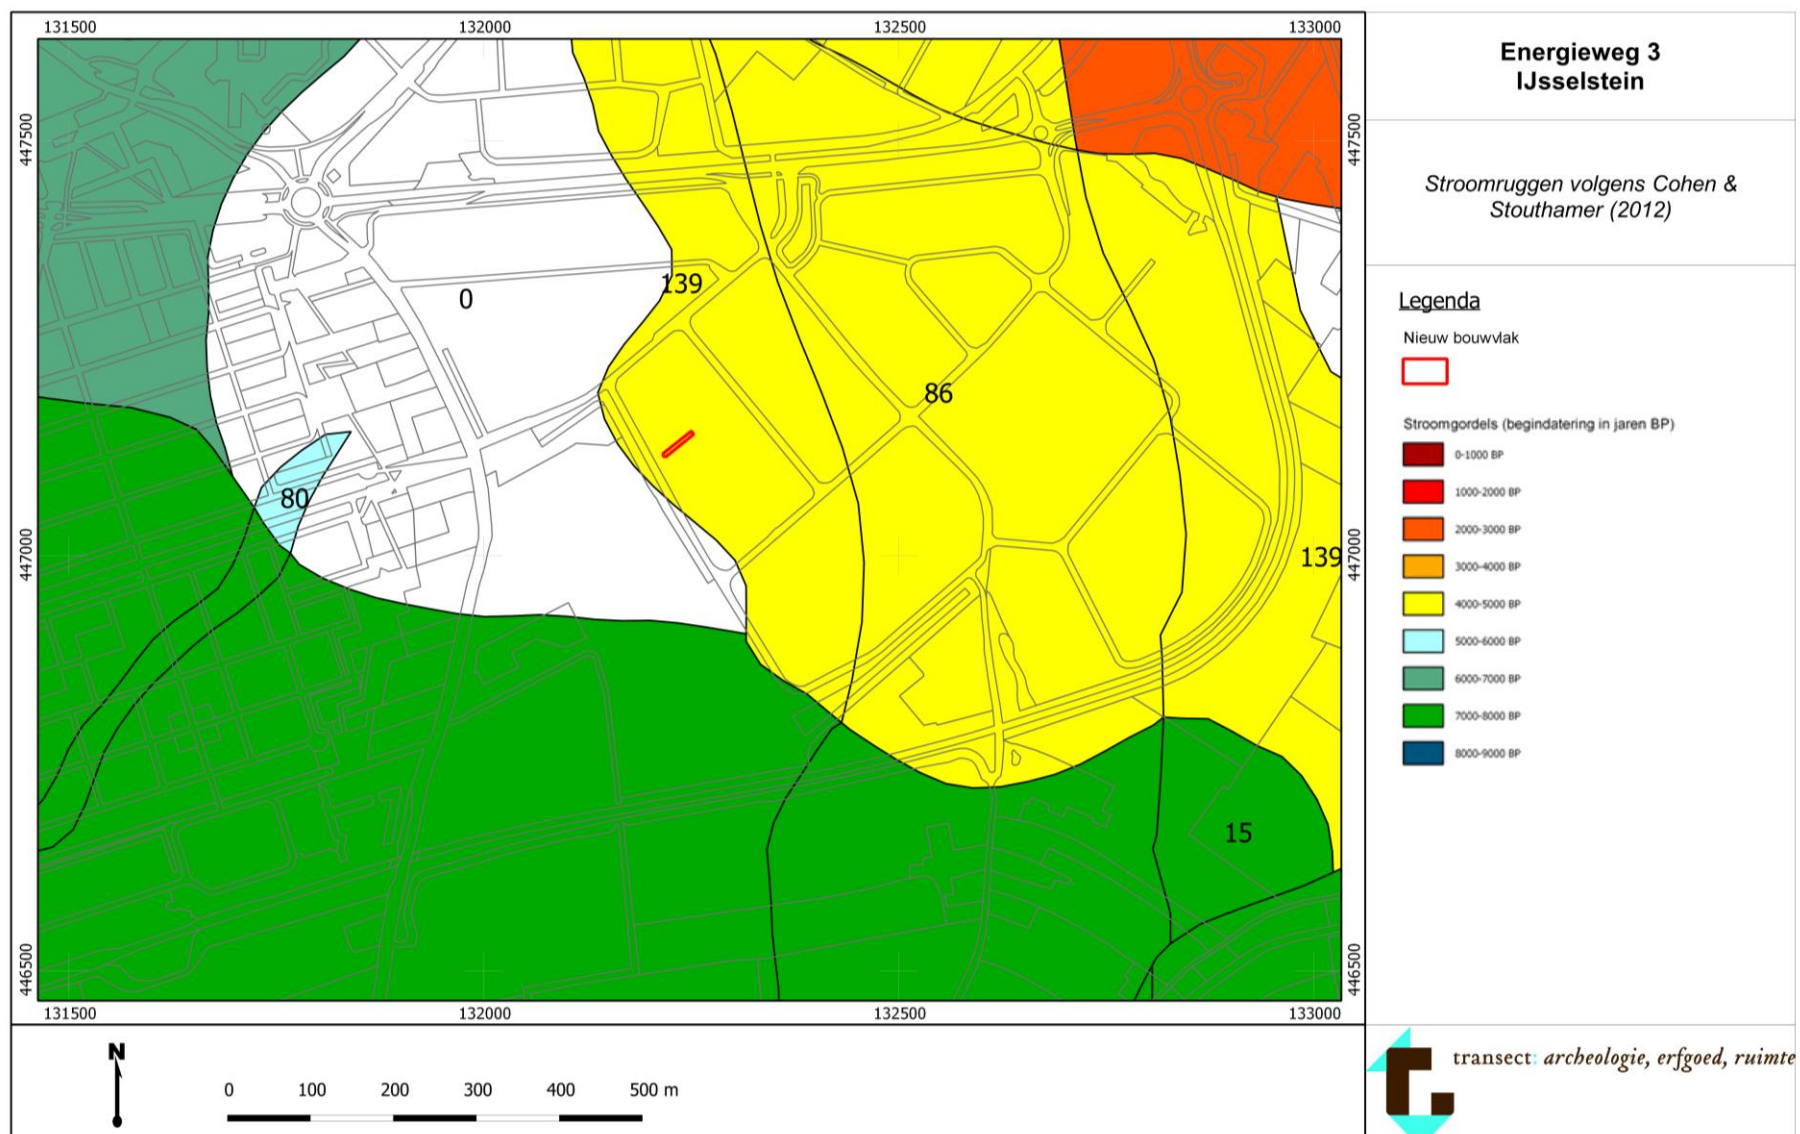 131500 132000 132500 133000
447500 447500
447000 447000
446500 446500
131500 132000 132500 133000
0
139
86
80
139
15
N
0 100 200 300 400 500 m
Energieweg 3
IJsselstein
Stroomruggen volgens Cohen &
Stouthamer (2012)
Legenda
Nieuw bouwvlak
Stroomgordels (begindatering in jaren BP)
0-1000 BP
1000-2000 BP
2000-3000 BP
3000-4000 BP
4000-5000 BP
5000-6000 BP
6000-7000 BP
7000-8000 BP
8000-9000 BP
transect: archeologie, erfgoed, ruimte